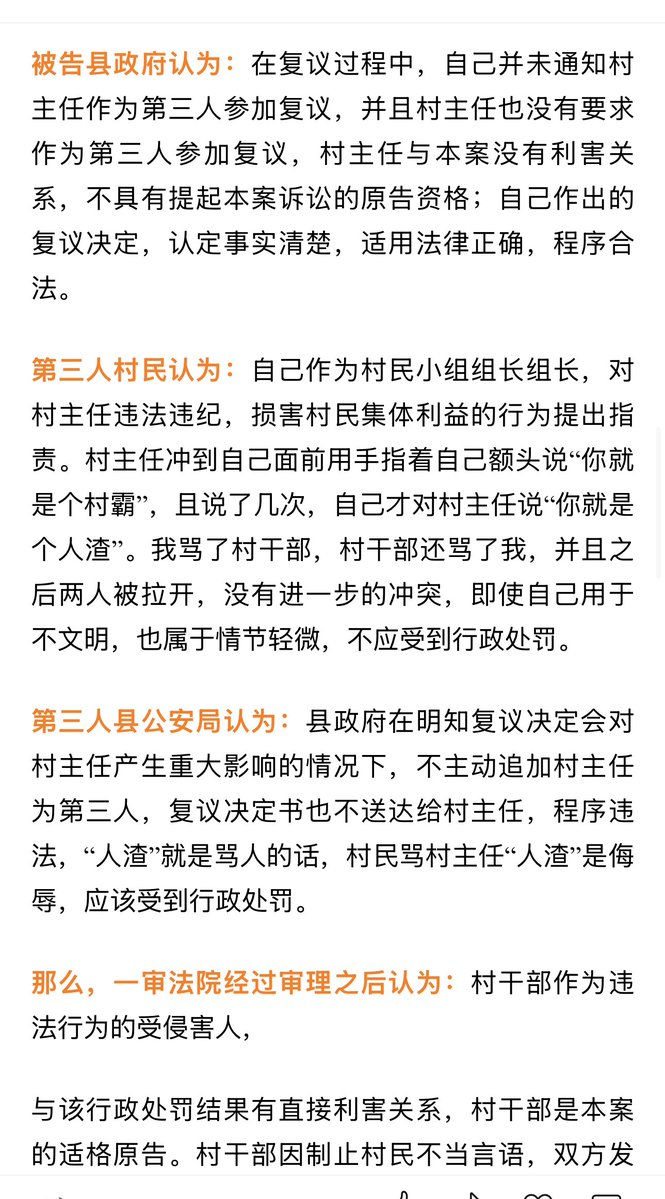 被告县政府认为：在复议过程中，自己并未通知村
主任作为第三人参加复议，并且村主任也没有要求
作为第三人参加复议，村主任与本案没有利害关
系，不具有提起本案诉讼的原告资格；自己作出的
复议决定，认定事实清楚，适用法律正确，程序合
法。
第三人村民认为：自己作为村民小组组长组长，对
村主任违法违纪，损害村民集体利益的行为提出指
责。村主任冲到自己面前用手指着自己额头说“你就
是个村霸”，且说了几次，自己才对村主任说“你就是
个人渣”。我骂了村干部，村干部还骂了我，并且之
后两人被拉开，没有进一步的冲突，即使自己用于
不文明，也属于情节轻微，不应受到行政处罚。
第三人县公安局认为：县政府在明知复议决定会对
村主任产生重大影响的情况下，不主动追加村主任
为第三人，复议决定书也不送达给村主任，程序违
法，“人渣”就是骂人的话，村民骂村主任“人渣”是侮
辱，应该受到行政处罚。
那么，一审法院经过审理之后认为：村干部作为违
法行为的受侵害人，
与该行政处罚结果有直接利害关系，村干部是本案
的适格原告。村干部因制止村民不当言语，双方发